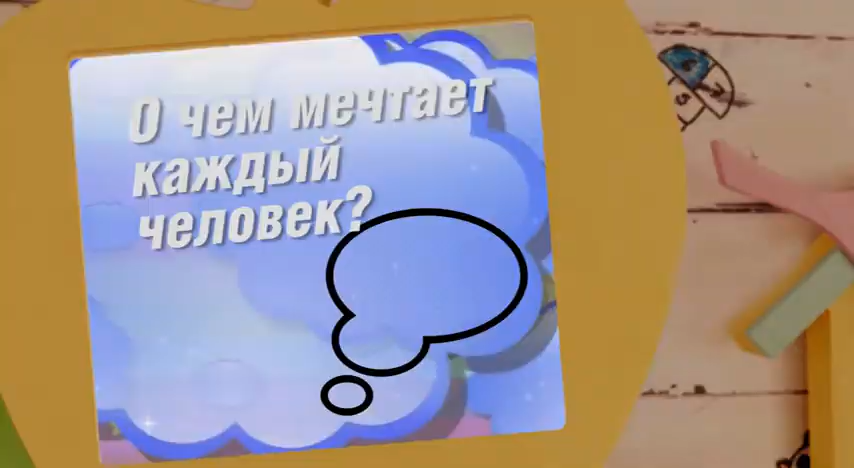 О чем мечтает
каждый
человек?